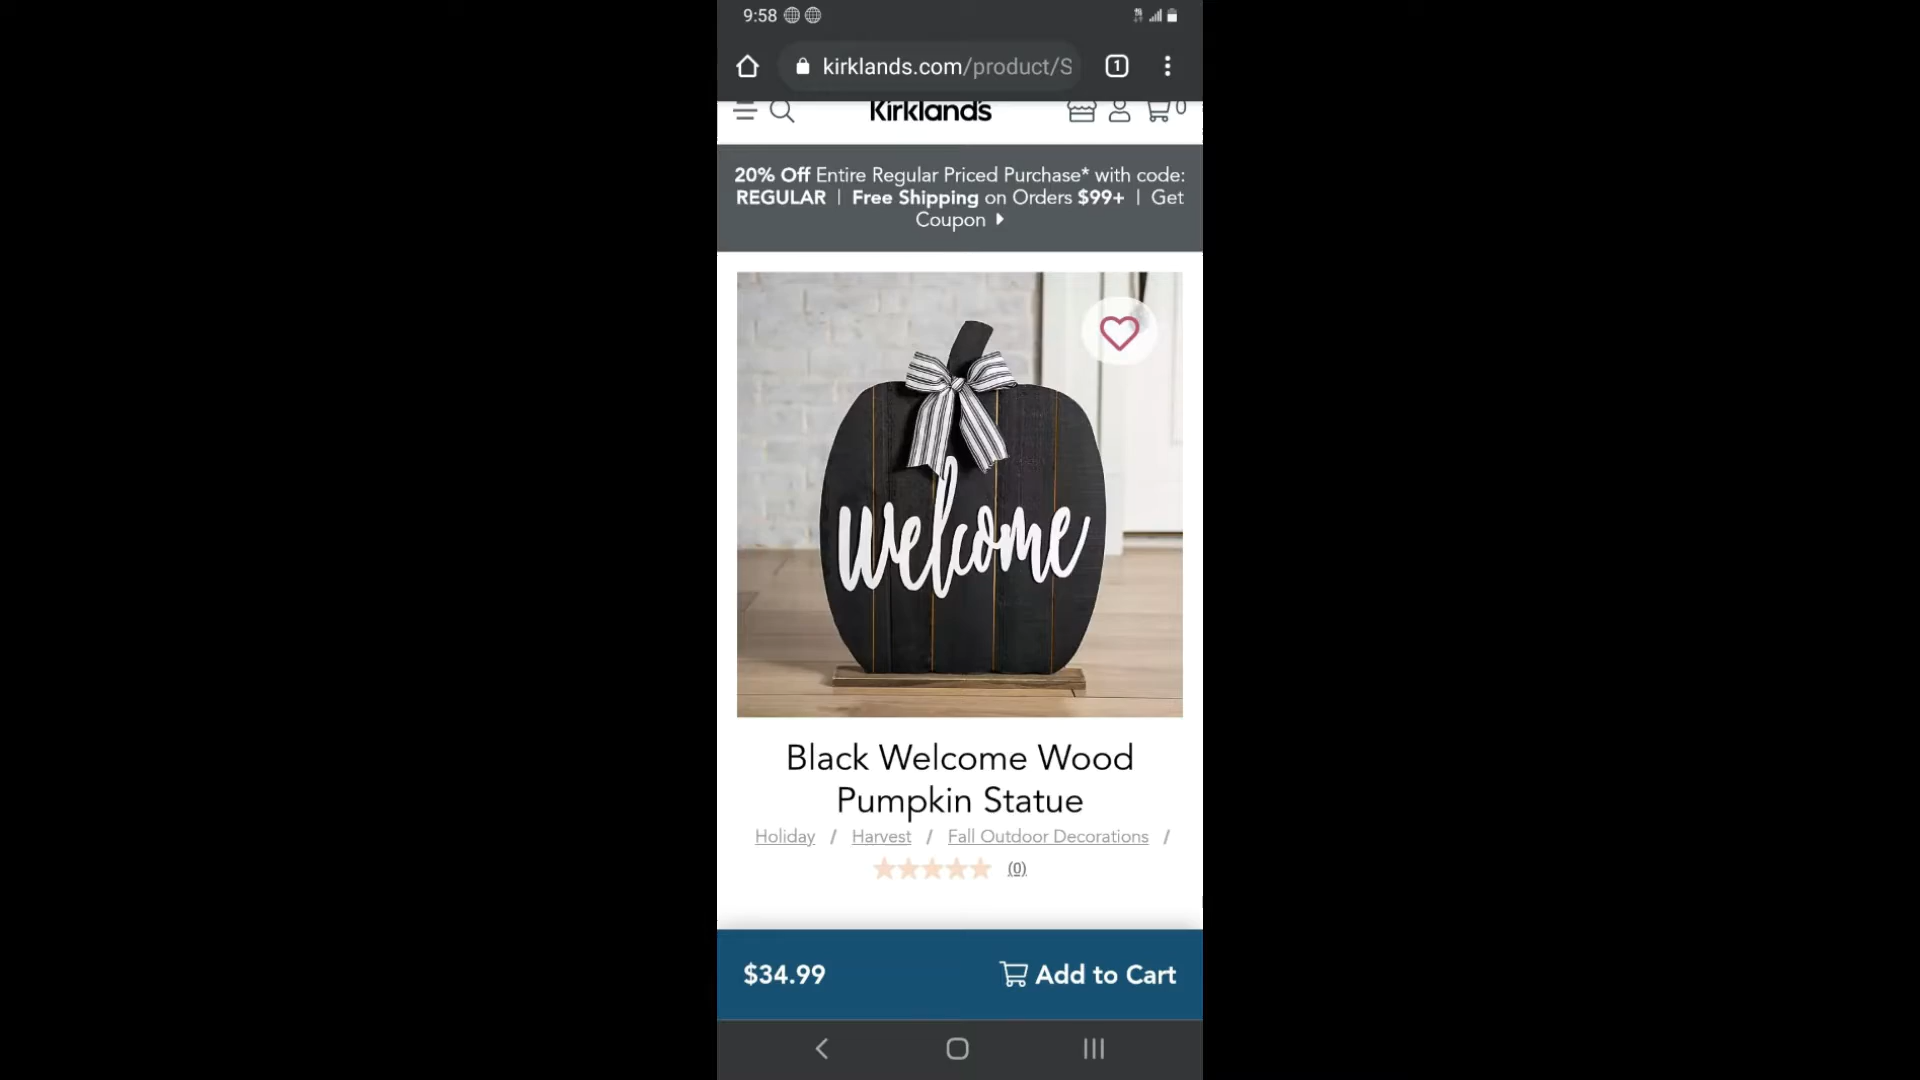 9:58
kirklands.com/product/S
1
Kirkland's
0
20% Off Entire Regular Priced Purchase* with code:
REGULAR | Free Shipping on Orders $99+ | Get
Coupon
welcome
Black Welcome Wood
Pumpkin Statue
Holiday / Harvest / Fall Outdoor Decorations /
(0)
$34.99
Add to Cart